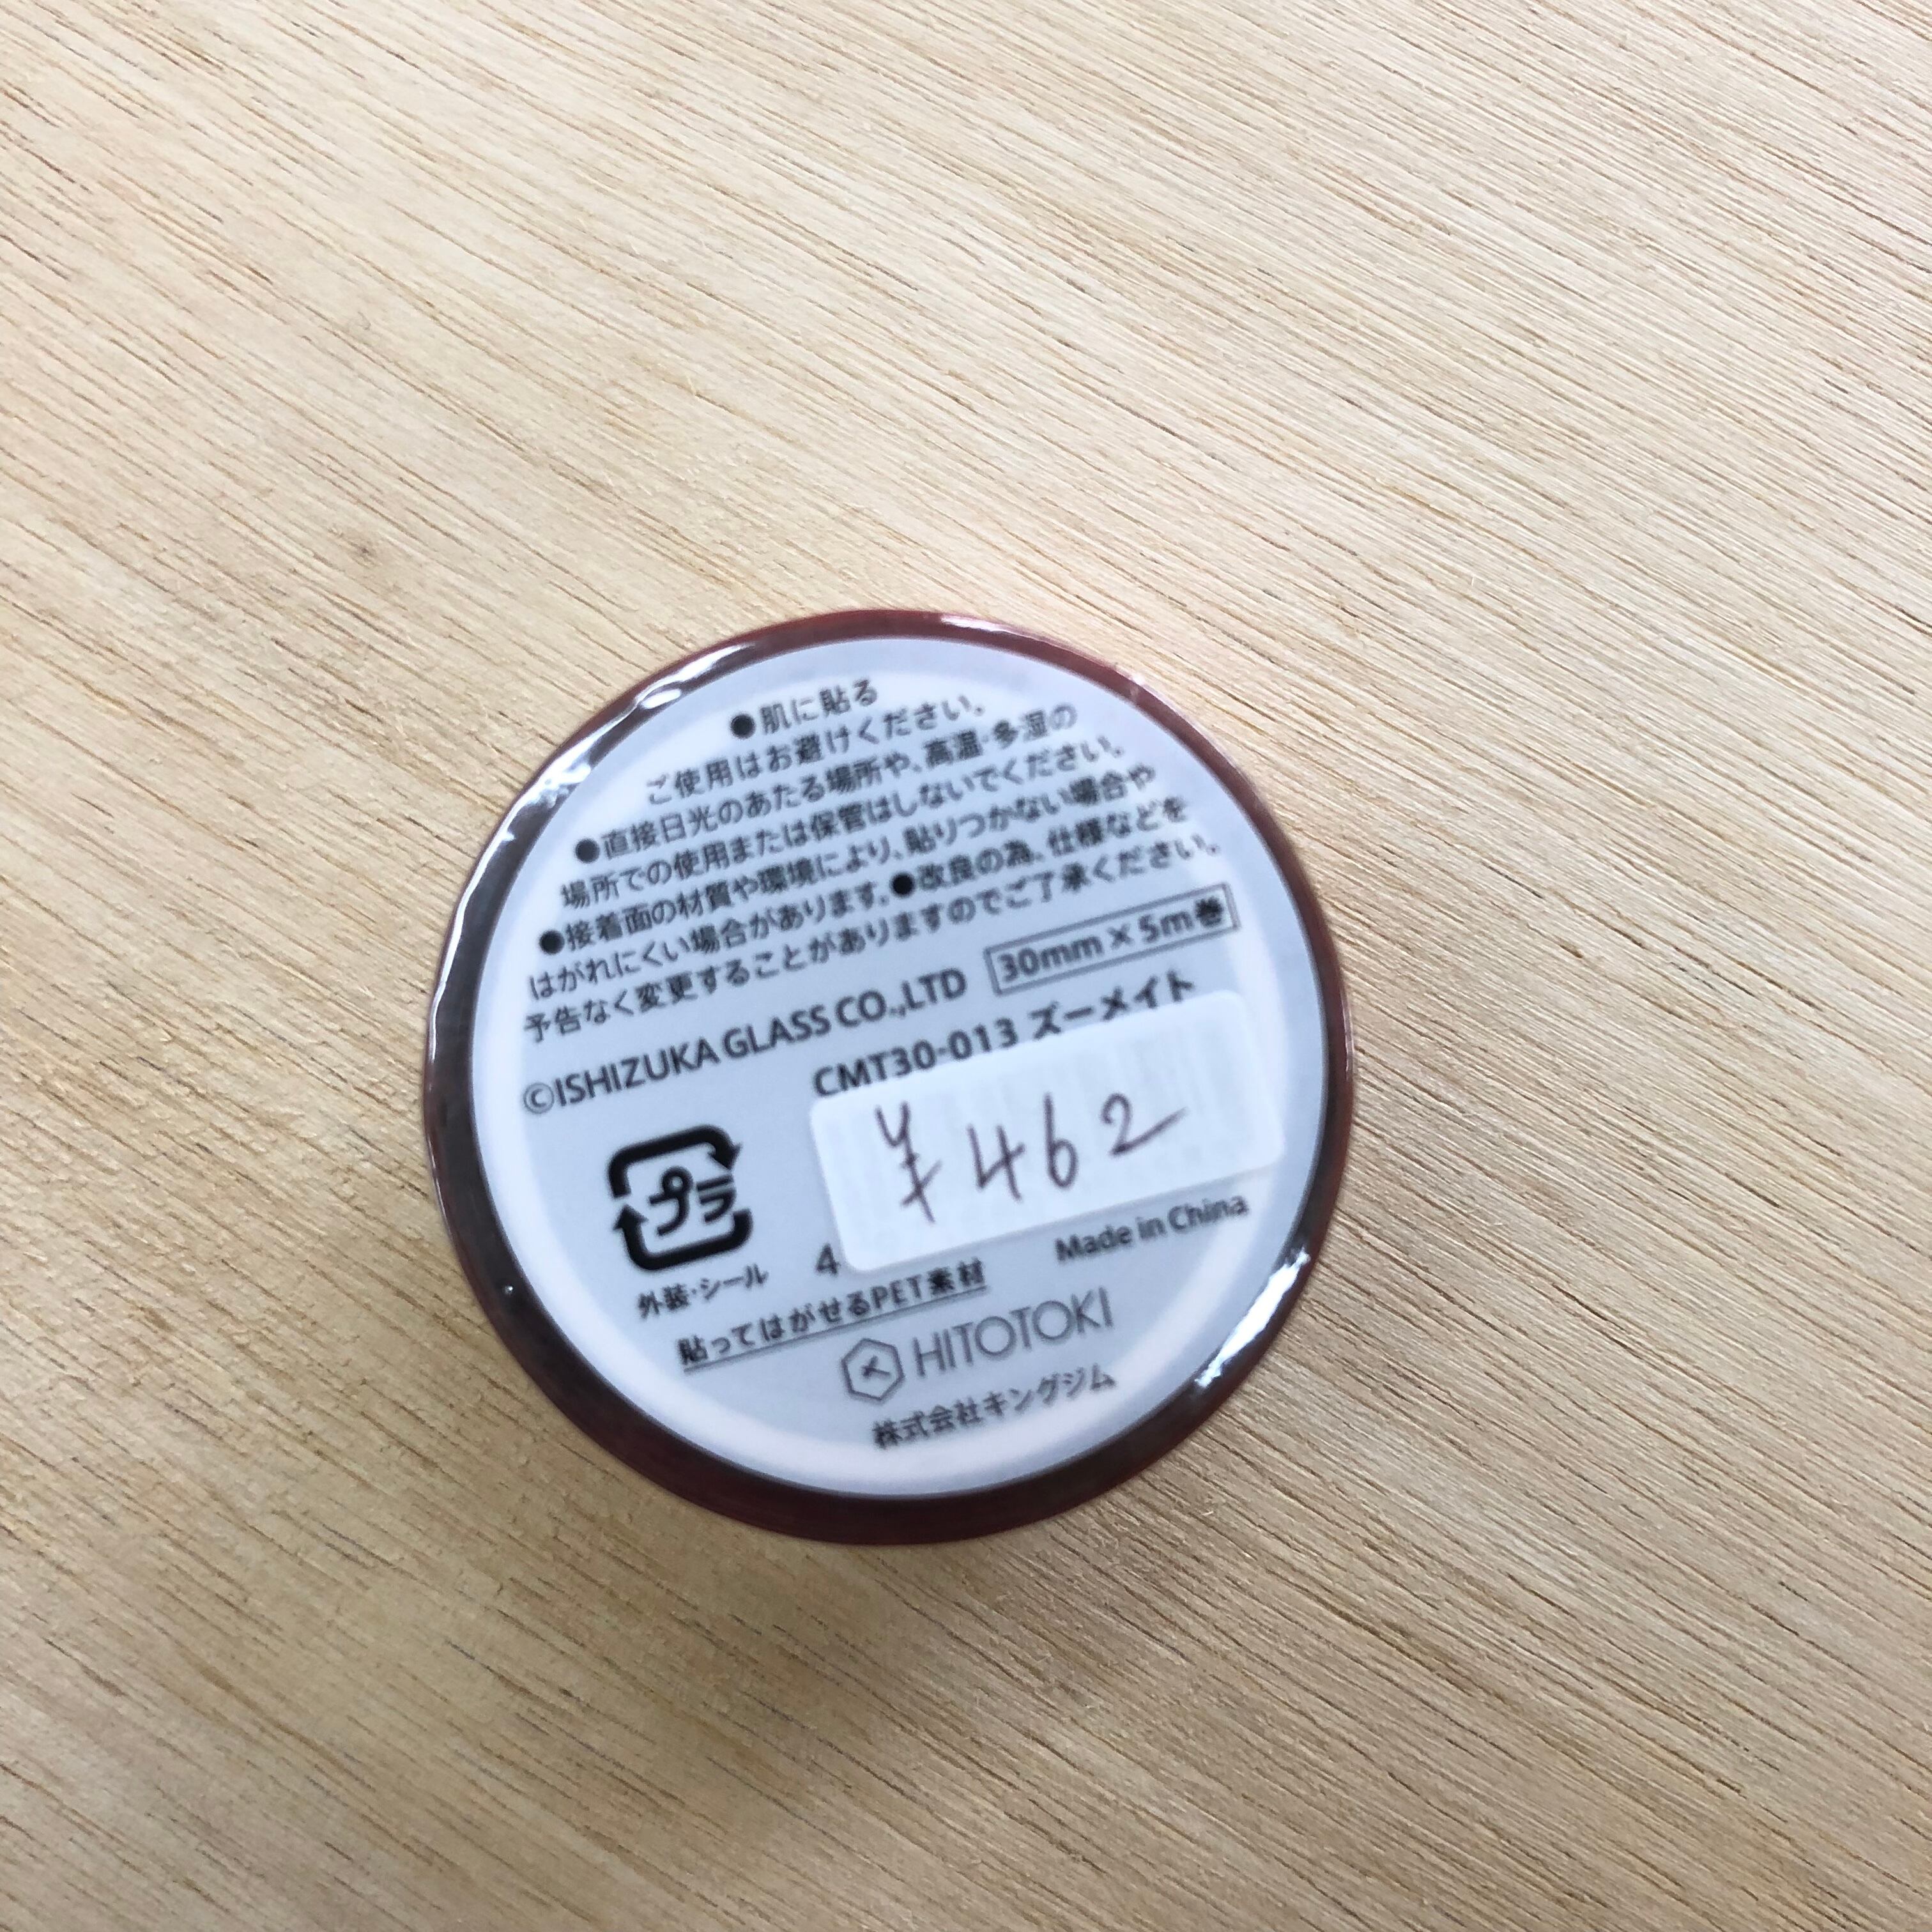 ●肌に貼る
ご使用はお避けください。
●直接日光のあたる場所や、高温・多湿の
場所での使用または保管はしないでください。
●接着面の材質や環境により、貼りつかない場合や
はがれにくい場合があります。●改良の為、仕様などを
予告なく変更することがありますのでご了承ください。
©ISHIZUKA GLASS CO.,LTD 30mm×5m巻
CMT30-013 ズーメイト
¥462
プラ
外装・シール
4
Made in China
貼ってはがせるPET素材
HITOTOKI
株式会社キングジム